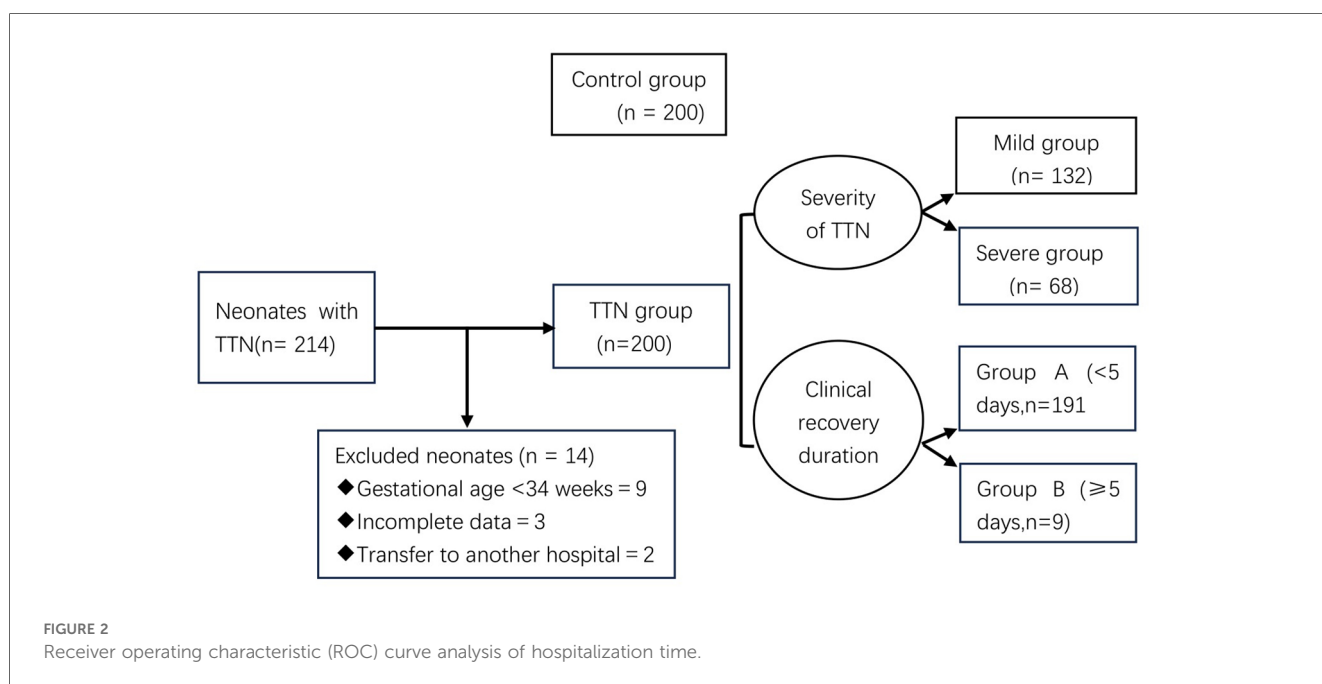 Control group
(n = 200)
Mild group
(n= 132)
Severity
of TTN
Severe group
(n= 68)
Neonates with
TTN(n= 214)
TTN group
(n=200)
Group A (<5
days,n=191
Clinical
recovery
duration
Group B (≥5
days,n=9)
Excluded neonates (n = 14)
◆Gestational age <34 weeks = 9
◆Incomplete data = 3
◆Transfer to another hospital = 2
FIGURE 2
Receiver operating characteristic (ROC) curve analysis of hospitalization time.